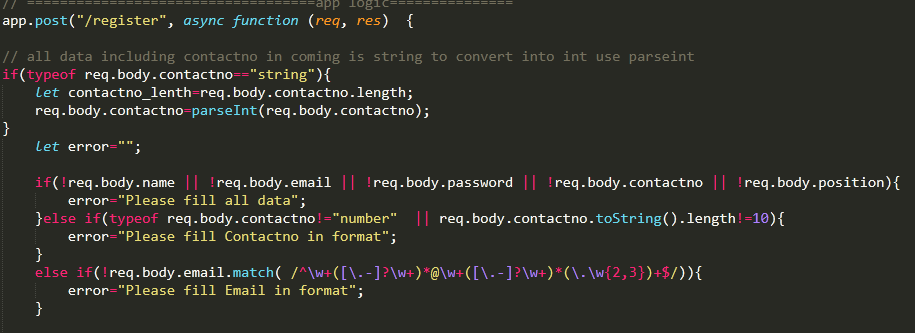 // ==================================app logic===============
app.post("/register", async function (req, res)  {
// all data including contactno in coming is string to convert into int use parseint
if(typeof req.body.contactno=="string"){
    let contactno_lenth=req.body.contactno.length;
    req.body.contactno=parseInt(req.body.contactno);
}
    let error="";
    if(!req.body.name || !req.body.email || !req.body.password || !req.body.contactno || !req.body.position){
        error="Please fill all data";
    }else if(typeof req.body.contactno!="number"  || req.body.contactno.toString().length!=10){
        error="Please fill Contactno in format";
    }
    else if(!req.body.email.match( /^\w+([\.-]?\w+)*@\w+([\.-]?\w+)*(\.\w{2,3})+$/)){
        error="Please fill Email in format";
    }